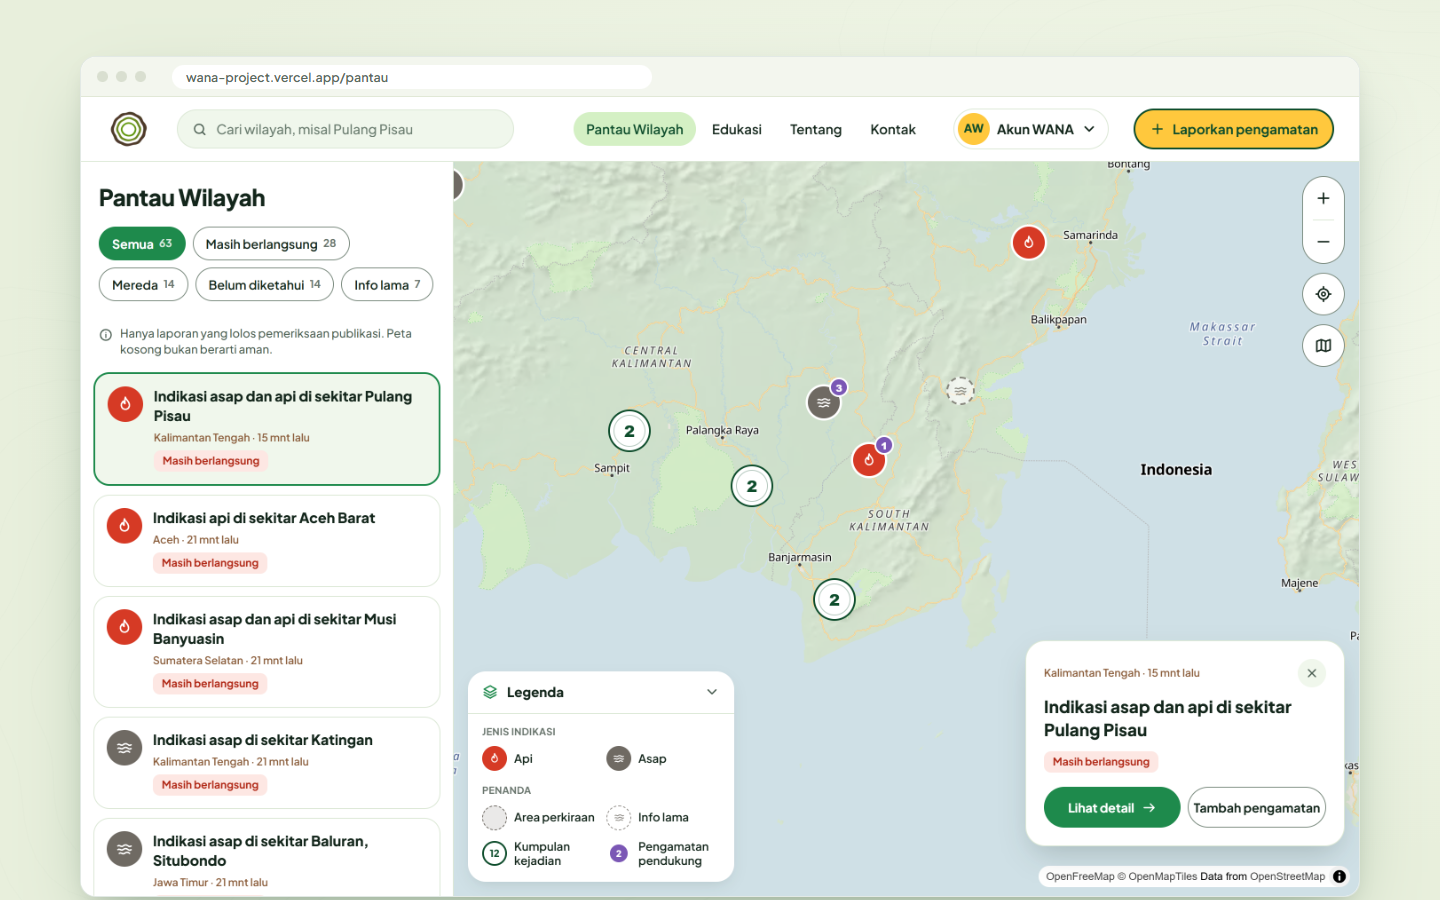 wana-project.vercel.app/pantau
Cari wilayah, misal Pulang Pisau
Pantau Wilayah
Edukasi
Tentang
Kontak
AW
Akun WANA
+ Laporkan pengamatan
Pantau Wilayah
Semua 63
Masih berlangsung 28
Mereda 14
Belum diketahui 14
Info lama 7
Hanya laporan yang lolos pemeriksaan publikasi. Peta
kosong bukan berarti aman.
Indikasi asap dan api di sekitar Pulang
Pisau
Kalimantan Tengah · 15 mnt lalu
Masih berlangsung
Indikasi api di sekitar Aceh Barat
Aceh · 21 mnt lalu
Masih berlangsung
Indikasi asap dan api di sekitar Musi
Banyuasin
Sumatera Selatan · 21 mnt lalu
Masih berlangsung
Indikasi asap di sekitar Katingan
Kalimantan Tengah · 21 mnt lalu
Masih berlangsung
Indikasi asap di sekitar Baluran,
Situbondo
Jawa Timur · 21 mnt lalu
Bontang
Samarinda
Balikpapan
Makassar
Strait
CENTRAL
KALIMANTAN
3
2
Palangka Raya
1
Sampit
2
Indonesia
WES
SULAW
SOUTH
KALIMANTAN
Banjarmasin
2
Majene
Legenda
JENIS INDIKASI
Api
Asap
PENANDA
Area perkiraan
Info lama
12
Kumpulan
kejadian
2
Pengamatan
pendukung
Kalimantan Tengah · 15 mnt lalu
Indikasi asap dan api di sekitar
Pulang Pisau
Masih berlangsung
Lihat detail →
Tambah pengamatan
OpenFreeMap © OpenMapTiles Data from OpenStreetMap